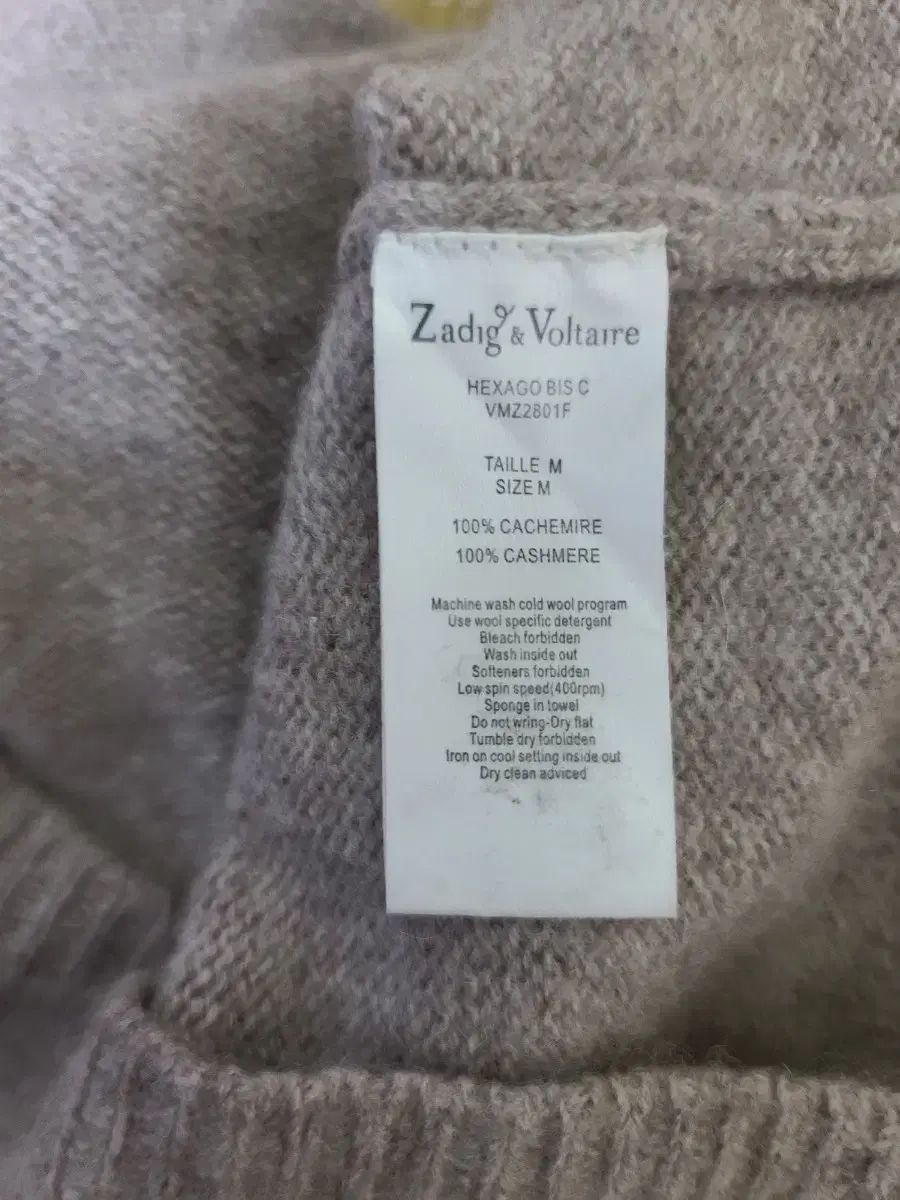 Zadig & Voltaire
HEXAGO BIS C
VMZ2801F
TAILLE M
SIZE M
100% CACHEMIRE
100% CASHMERE
Machine wash cold wool program
Use wool specific detergent
Bleach forbidden
Wash inside out
Softeners forbidden
Low spin speed(400rpm)
Sponge in towel
Do not wring-Dry flat
Tumble dry forbidden
Iron on cool setting inside out
Dry clean adviced